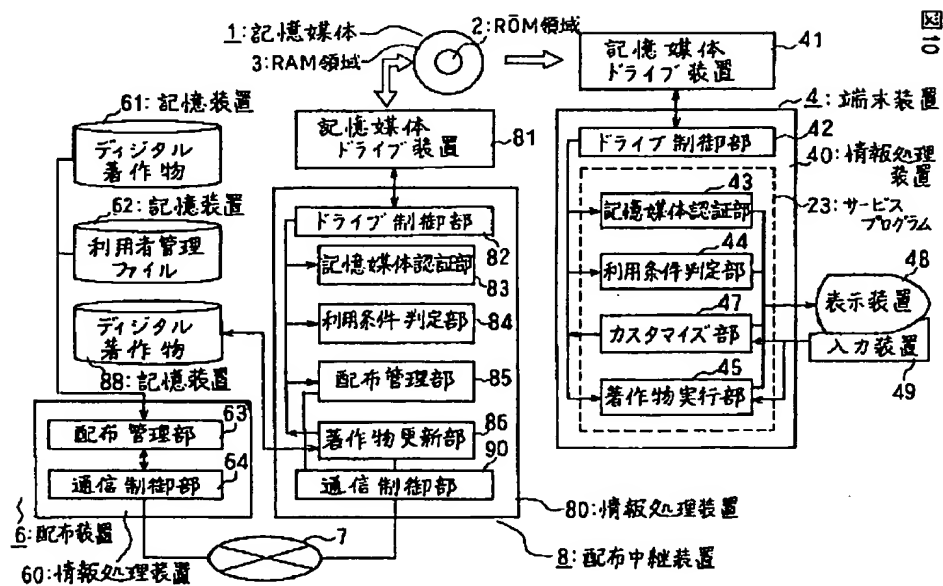 図10
1:記憶媒体
2:ROM領域
3:RAM領域
記憶媒体
ドライブ装置
41
4:端末装置
ドライブ制御部
42
40:情報処理
装置
43
記憶媒体認証部
23:サービス
プログラム
44
利用条件判定部
47
カスタマイズ部
45
著作物実行部
48
表示装置
入力装置
49
61:記憶装置
ディジタル
著作物
62:記憶装置
利用者管理
ファイル
ディジタル
著作物
88:記憶装置
配布管理部
63
64
通信制御部
6:配布装置
60:情報処理装置
記憶媒体
ドライブ装置
81
ドライブ制御部
82
記憶媒体認証部
83
利用条件判定部
84
配布管理部
85
86
著作物更新部
90
通信制御部
80:情報処理装置
8:配布中継装置
7